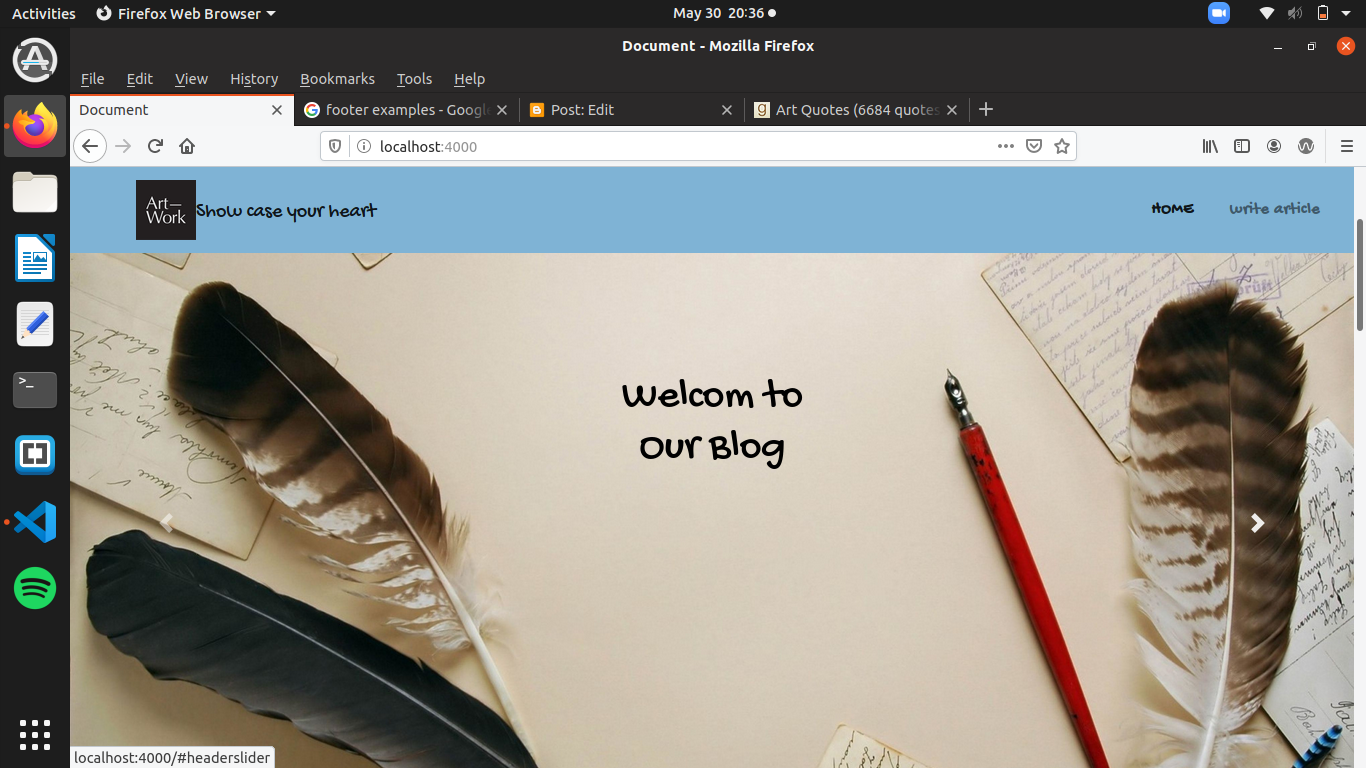 Activities
Firefox Web Browser
May 30 20:36
Document - Mozilla Firefox
File Edit View History Bookmarks Tools Help
Document
footer examples - Google
Post: Edit
Art Quotes (6684 quotes
localhost:4000
Art—
Work
Show case your heart
HOME
write article
Welcom to
Our Blog
localhost:4000/#headerslider